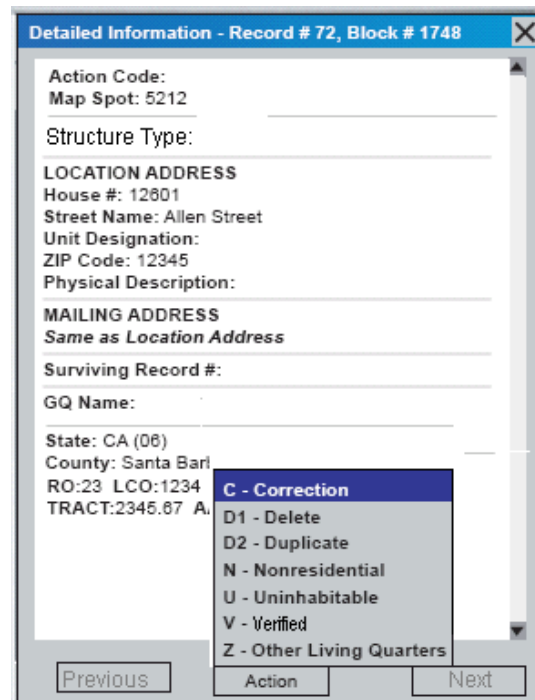 Detailed Information - Record # 72, Block # 1748
Action Code:
Map Spot: 5212
Structure Type:
LOCATION ADDRESS
House #: 12601
Street Name: Allen Street
Unit Designation:
ZIP Code: 12345
Physical Description:
MAILING ADDRESS
Same as Location Address
Surviving Record #:
GQ Name:
State: CA (06)
County: Santa Bar
RO:23 LCO:1234
TRACT:2345.67
C - Correction
D1 - Delete
D2 - Duplicate
N - Nonresidential
U - Uninhabitable
V - Verified
Z - Other Living Quarters
Previous
Action
Next